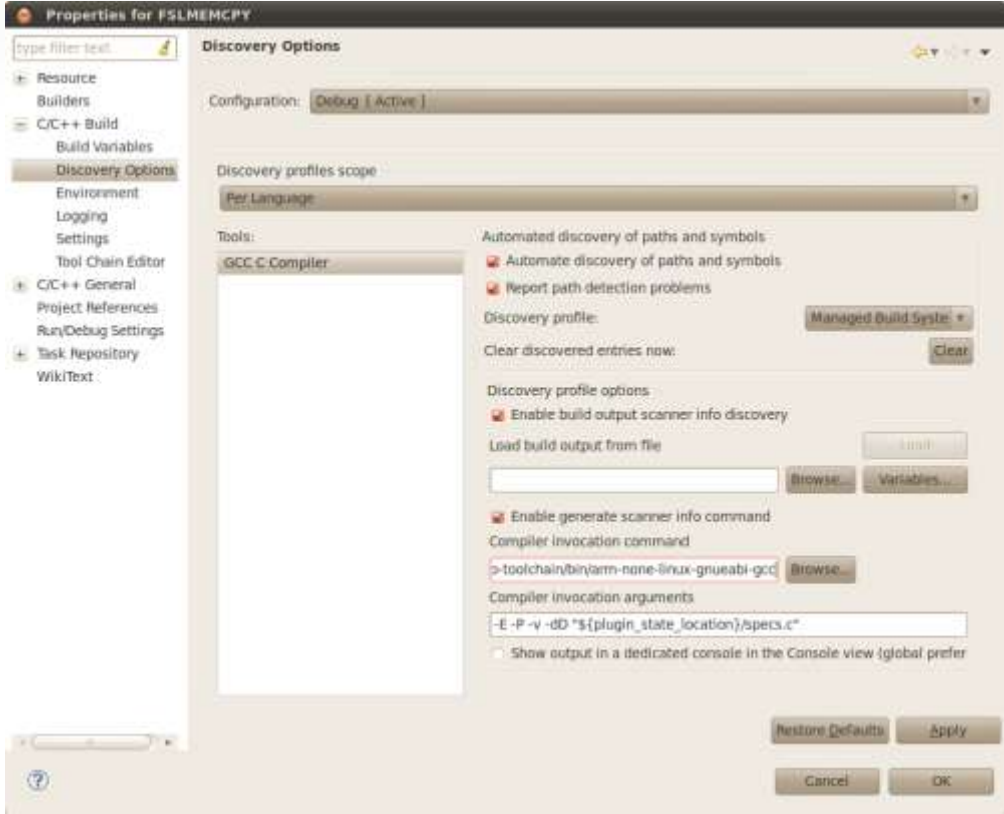 Properties for FSLMEMCPY
type filter text
Resource
Builders
C/C++ Build
Build Variables
Discovery Options
Environment
Logging
Settings
Tool Chain Editor
C/C++ General
Project References
Run/Debug Settings
Task Repository
WikiText
Discovery Options
Configuration: Debug [ Active ]
Discovery profiles scope
Per Language
Tools:
GCC C Compiler
Automated discovery of paths and symbols
Automate discovery of paths and symbols
Report path detection problems
Discovery profile: Managed Build Syste
Clear discovered entries now: Clear
Discovery profile options
Enable build output scanner info discovery
Load build output from file Load
Browse... Variables...
Enable generate scanner info command
Compiler invocation command
-toolchain/bin/arm-none-linux-gnueabi-gcc Browse...
Compiler invocation arguments
-E -P -v -dD "${plugin_state_location}/specs.c"
Show output in a dedicated console in the Console view (global prefer
Restore Defaults Apply
Cancel OK